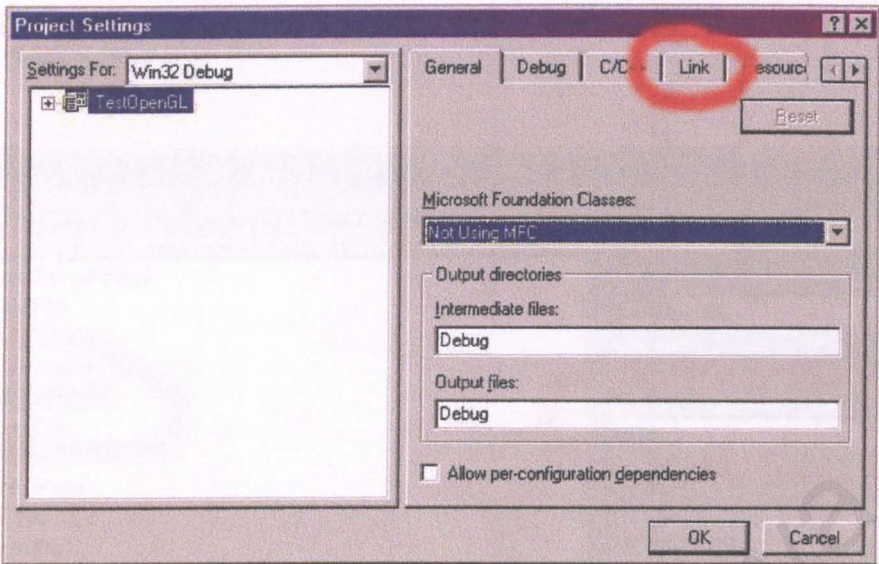 Project Settings
Settings For: Win32 Debug
TestOpenGL
General Debug C/C++ Link Resourc
Reset
Microsoft Foundation Classes:
Not Using MFC
Output directories
Intermediate files:
Debug
Output files:
Debug
Allow per-configuration dependencies
OK Cancel